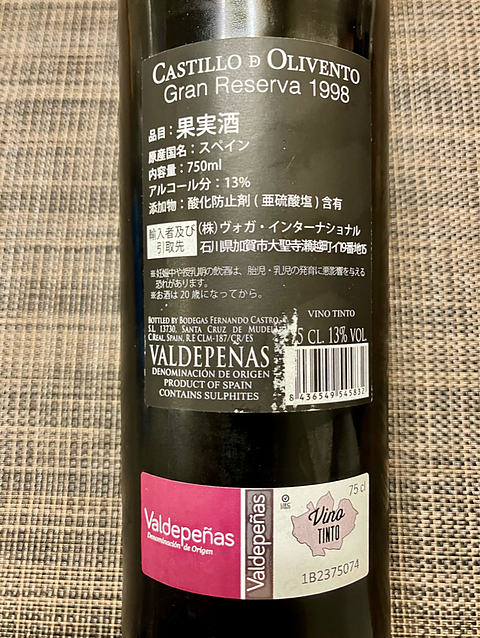 CASTILLO D OLIVENTO
Gran Reserva 1998
品目：果実酒
原産国名：スペイン
内容量：750ml
アルコール分：13%
添加物：酸化防止剤（亜硫酸塩）含有
輸入者及び引取先
(株)ヴォガ・インターナショナル
石川県加賀市大聖寺瀬越町イ19番地15
※妊娠中や授乳期の飲酒は、胎児・乳児の発育に悪影響を与える
恐れがあります。
※お酒は20歳になってから。
VINO TINTO
BOTTLED BY BODEGAS FERNANDO CASTRO,
S.L 13730, SANTA CRUZ DE MUDELA
C.REAL, SPAIN, R.E CLM-187/CR/ES
75 CL. 13% VOL.
VALDEPEÑAS
DENOMINACIÓN DE ORIGEN
PRODUCT OF SPAIN
CONTAINS SULPHITES
8 436549 545832
Valdepeñas
Denominación de Origen
Valdepeñas
75 cl
Vino
TINTO
1B2375074